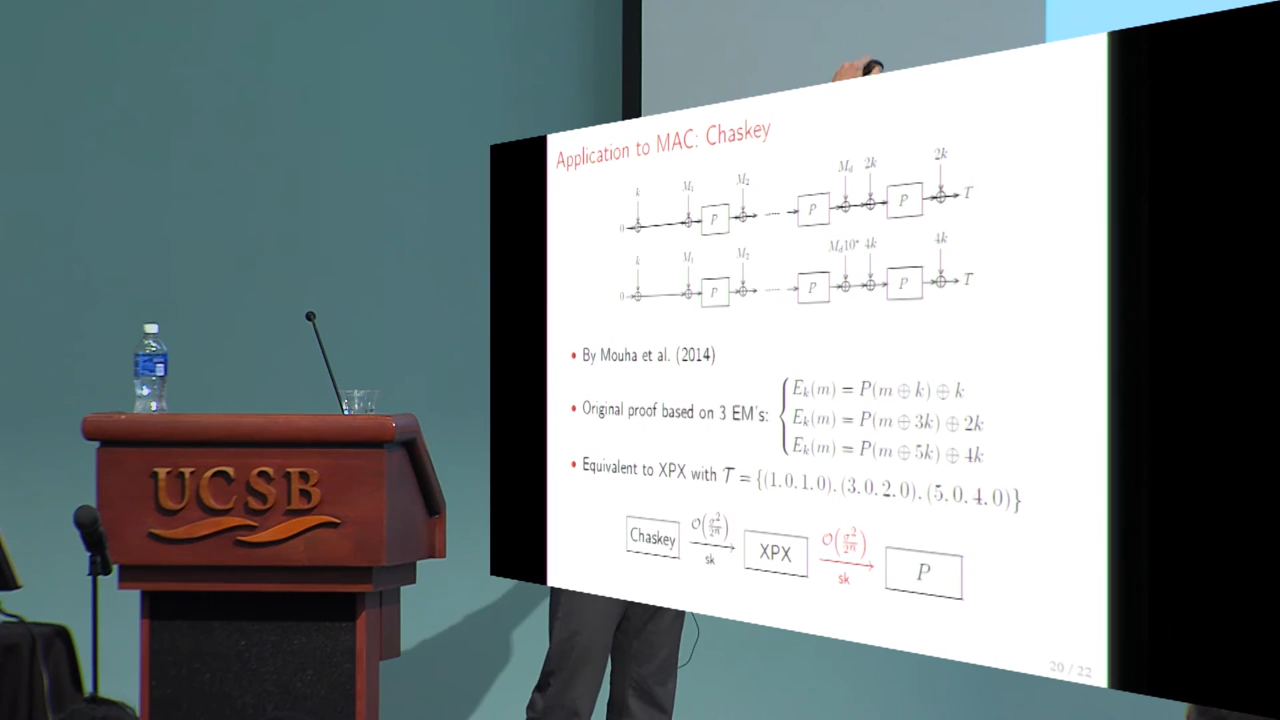 UCSB
Application to MAC: Chaskey
k M₁ M₂ M_d 2k 2k
0 P P P T
k M₁ M₂ M_d10* 4k 4k
0 P P P T
• By Mouha et al. (2014)
• Original proof based on 3 EM's:
E_k(m) = P(m ⊕ k) ⊕ k
E_k(m) = P(m ⊕ 3k) ⊕ 2k
E_k(m) = P(m ⊕ 5k) ⊕ 4k
• Equivalent to XPX with 𝒯 = {(1,0,1,0),(3,0,2,0),(5,0,4,0)}
Chaskey O(σ²/2ⁿ) sk XPX O(σ²/2ⁿ) sk P
20 / 22